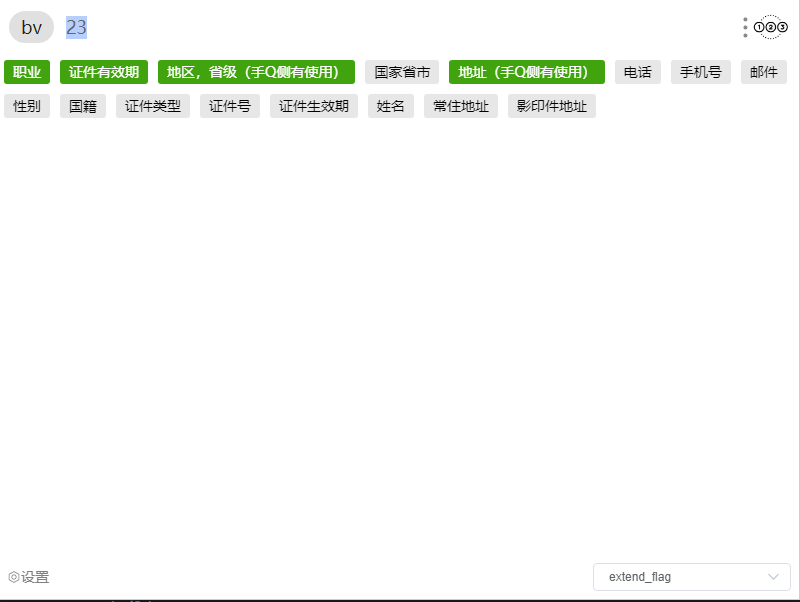 bv 23 ①②③
职业 证件有效期 地区，省级（手Q侧有使用） 国家省市 地址（手Q侧有使用） 电话 手机号 邮件
性别 国籍 证件类型 证件号 证件生效期 姓名 常住地址 影印件地址
设置 extend_flag